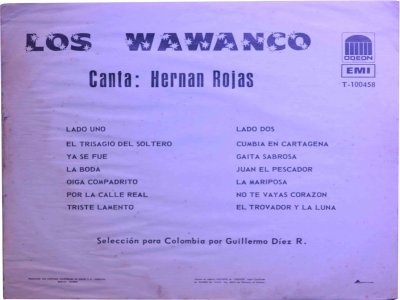 LOS WAWANCO
Canta: Hernan Rojas
ODEON
EMI
T-100458
LADO UNO
EL TRISAGIO DEL SOLTERO
YA SE FUE
LA BODA
OIGA COMPADRITO
POR LA CALLE REAL
TRISTE LAMENTO
LADO DOS
CUMBIA EN CARTAGENA
GAITA SABROSA
JUAN EL PESCADOR
LA MARIPOSA
NO TE VAYAS CORAZON
EL TROVADOR Y LA LUNA
Selección para Colombia por Guillermo Díez R.